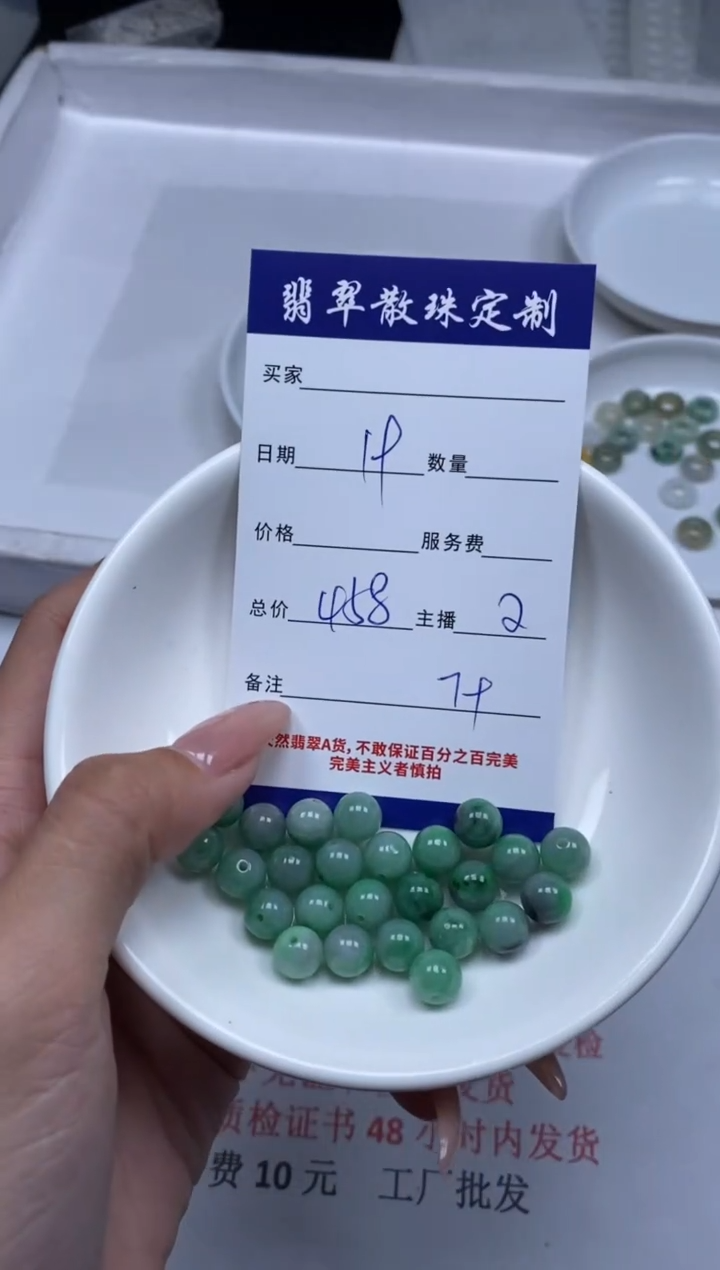 翡翠散珠定制
买家
日期 数量
价格 服务费
总价 458 主播 2
备注
然翡翠A货,不敢保证百分之百完美
完美主义者慎拍
发货
质检证书 48 小时内发货
费 10 元 工厂批发